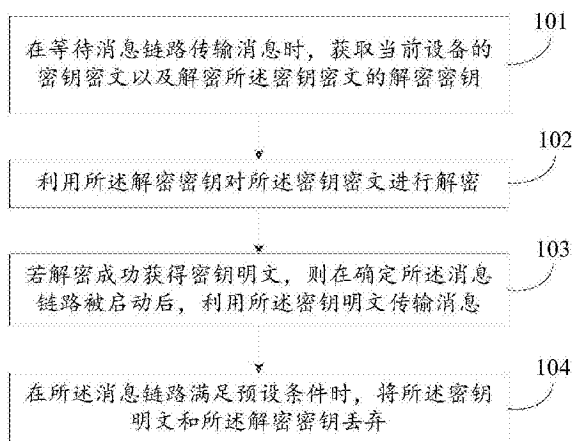 101
在等待消息链路传输消息时，获取当前设备的
密钥密文以及解密所述密钥密文的解密密钥
102
利用所述解密密钥对所述密钥密文进行解密
103
若解密成功获得密钥明文，则在确定所述消息
链路被启动后，利用所述密钥明文传输消息
104
在所述消息链路满足预设条件时，将所述密钥
明文和所述解密密钥丢弃